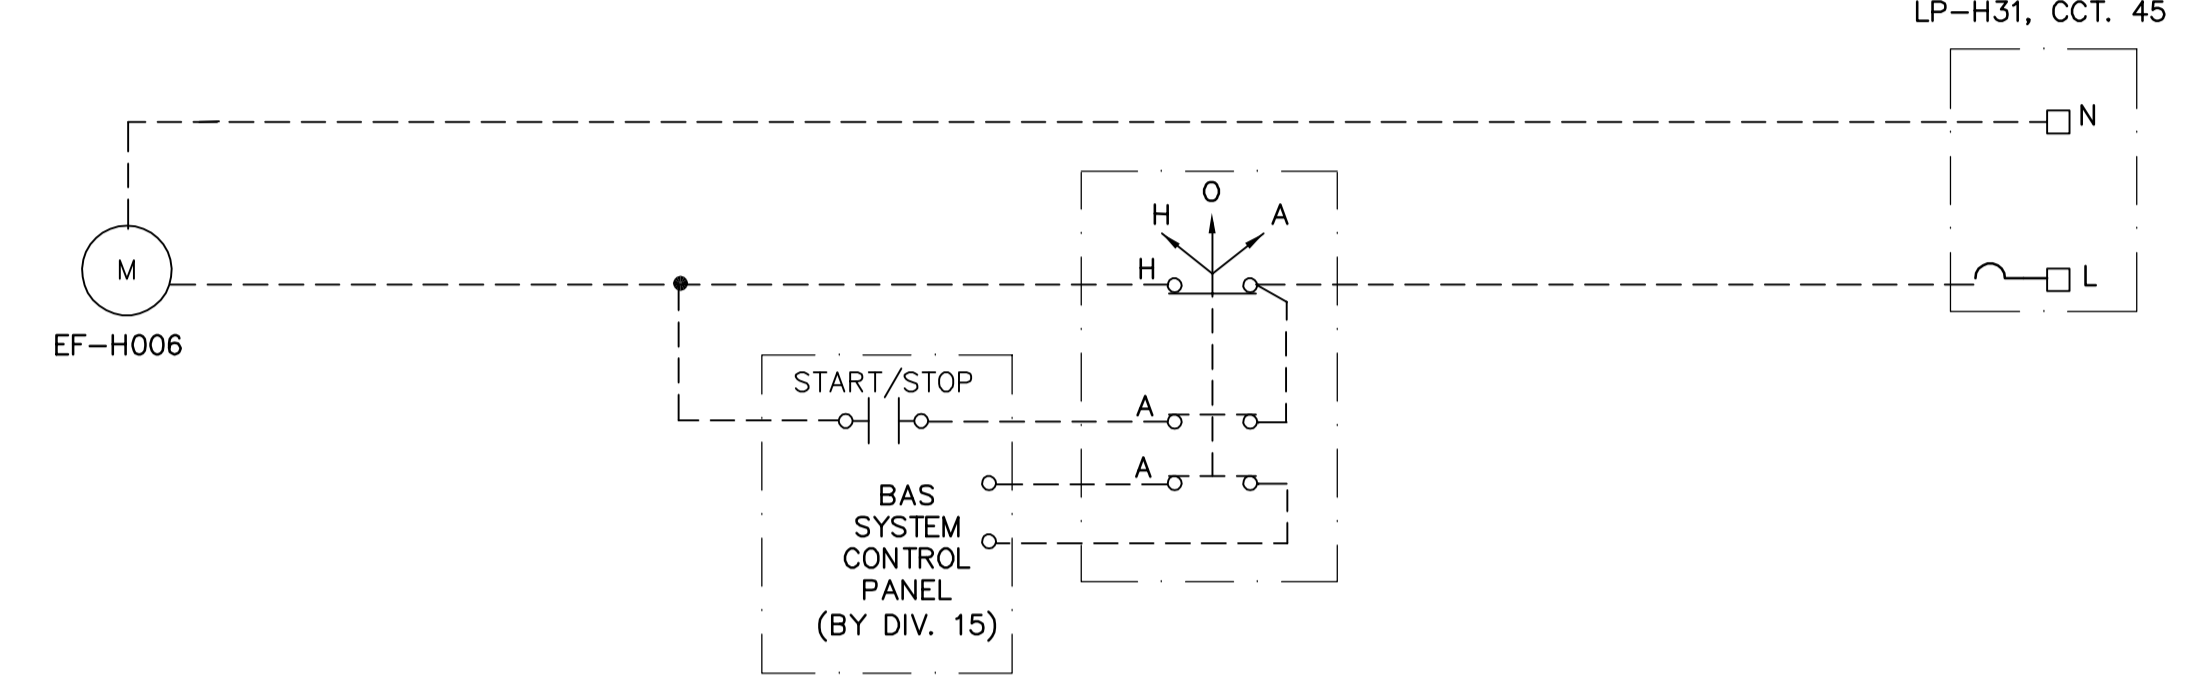 LP-H31, CCT. 45
N
O
H
A
H
M
L
EF-H006
START/STOP
A
A
BAS
SYSTEM
CONTROL
PANEL
(BY DIV. 15)